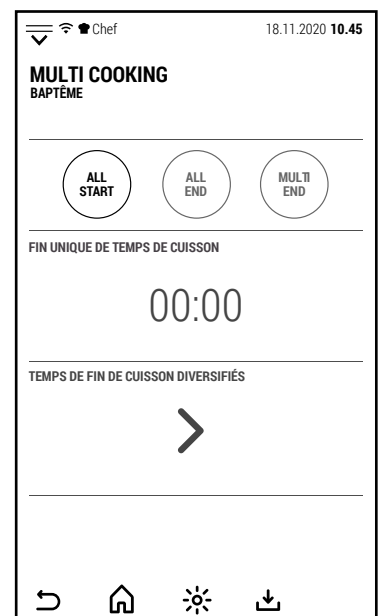 Chef 18.11.2020 10.45
MULTI COOKING
BAPTÊME
ALL START
ALL END
MULTI END
FIN UNIQUE DE TEMPS DE CUISSON
00:00
TEMPS DE FIN DE CUISSON DIVERSIFIÉS